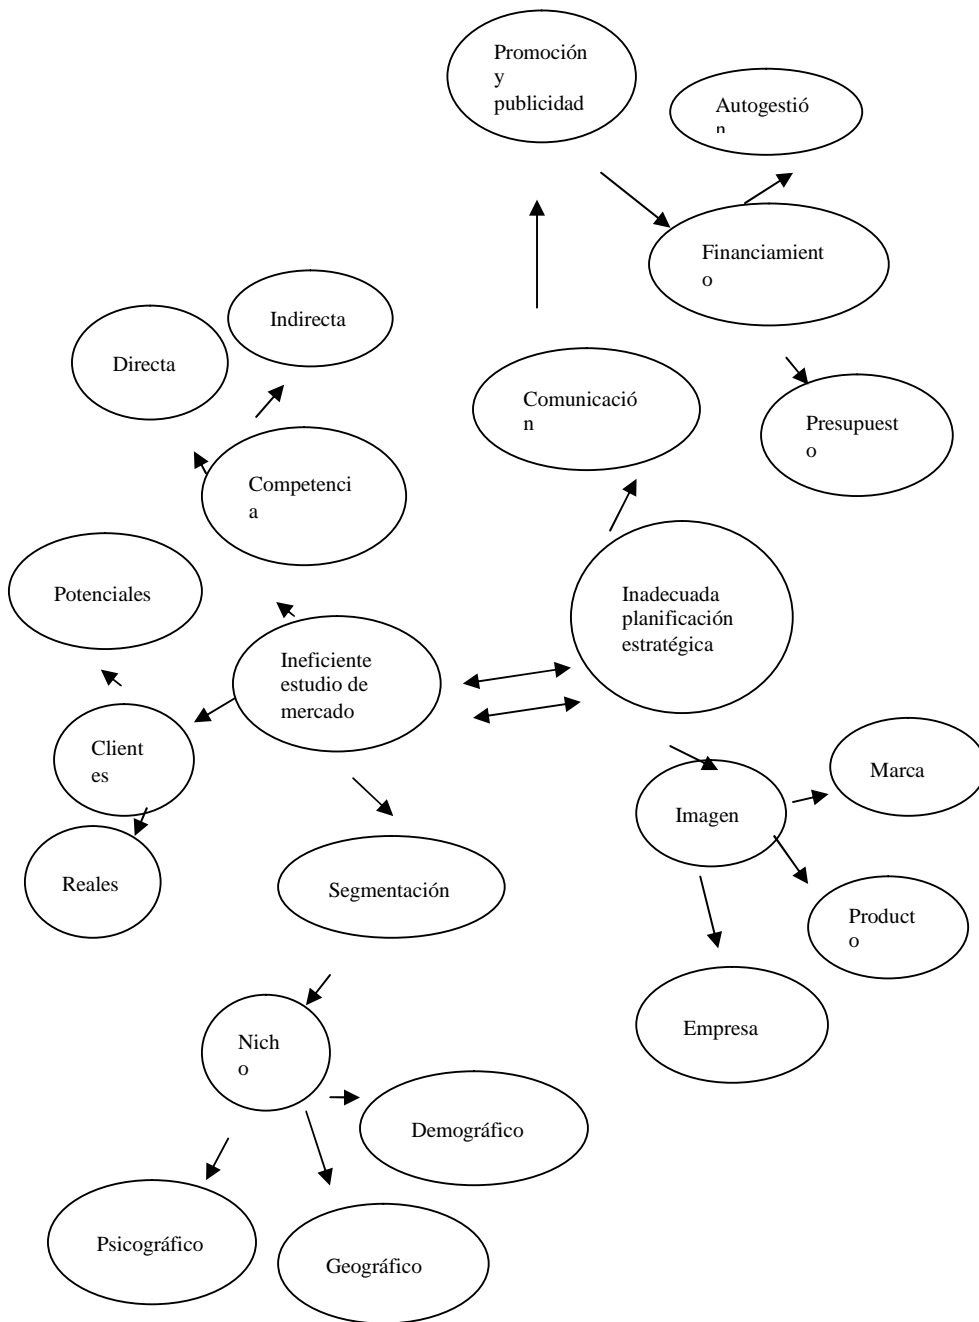 Promoción
y
publicidad
Autogestió
n
Financiamient
o
Indirecta
Directa
Comunicació
n
Presupuest
o
Competenci
a
Potenciales
Inadecuada
planificación
estratégica
Ineficiente
estudio de
mercado
Client
es
Marca
Imagen
Reales
Segmentación
Product
o
Empresa
Nich
o
Demográfico
Psicográfico
Geográfico